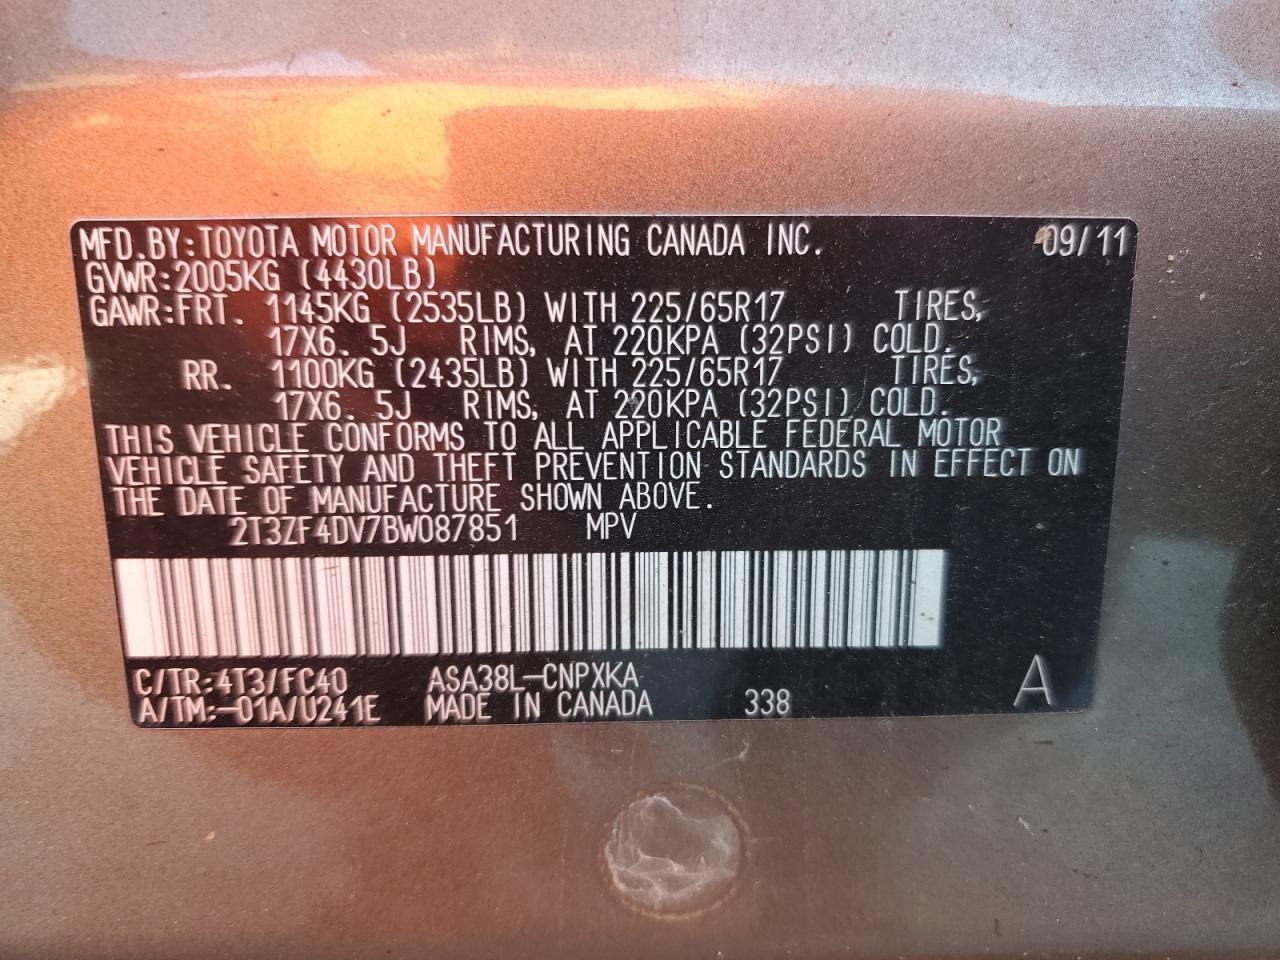 MFD.BY:TOYOTA MOTOR MANUFACTURING CANADA INC. 09/11
GVWR:2005KG (4430LB)
GAWR:FRT. 1145KG (2535LB) WITH 225/65R17 TIRES,
17X6. 5J RIMS, AT 220KPA (32PSI) COLD.
RR. 1100KG (2435LB) WITH 225/65R17 TIRES,
17X6. 5J RIMS, AT 220KPA (32PSI) COLD.
THIS VEHICLE CONFORMS TO ALL APPLICABLE FEDERAL MOTOR
VEHICLE SAFETY AND THEFT PREVENTION STANDARDS IN EFFECT ON
THE DATE OF MANUFACTURE SHOWN ABOVE.
2T3ZF4DV7BW087851 MPV
C/TR:4T3/FC40 ASA38L-CNPXKA
A/TM:-01A/U241E MADE IN CANADA 338 A